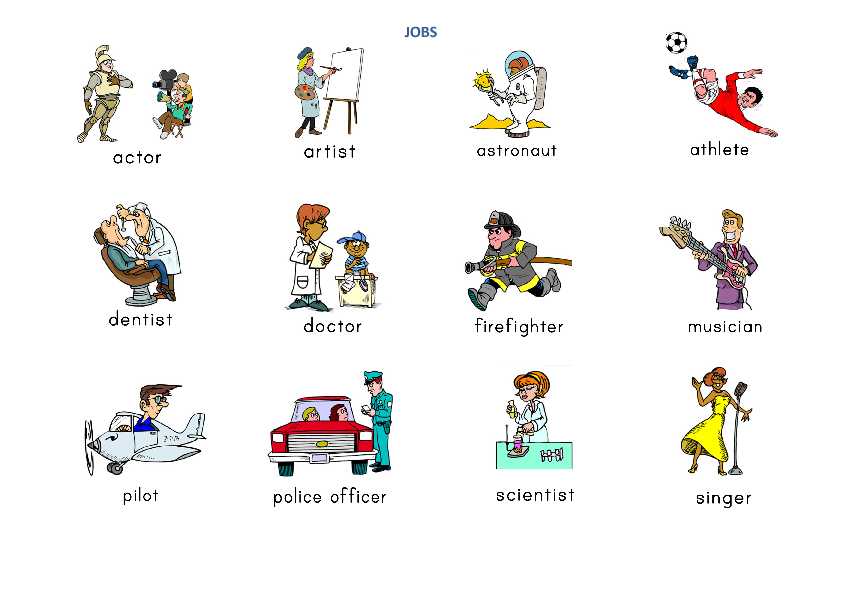 JOBS
actor
artist
astronaut
athlete
dentist
doctor
firefighter
musician
pilot
police officer
scientist
singer